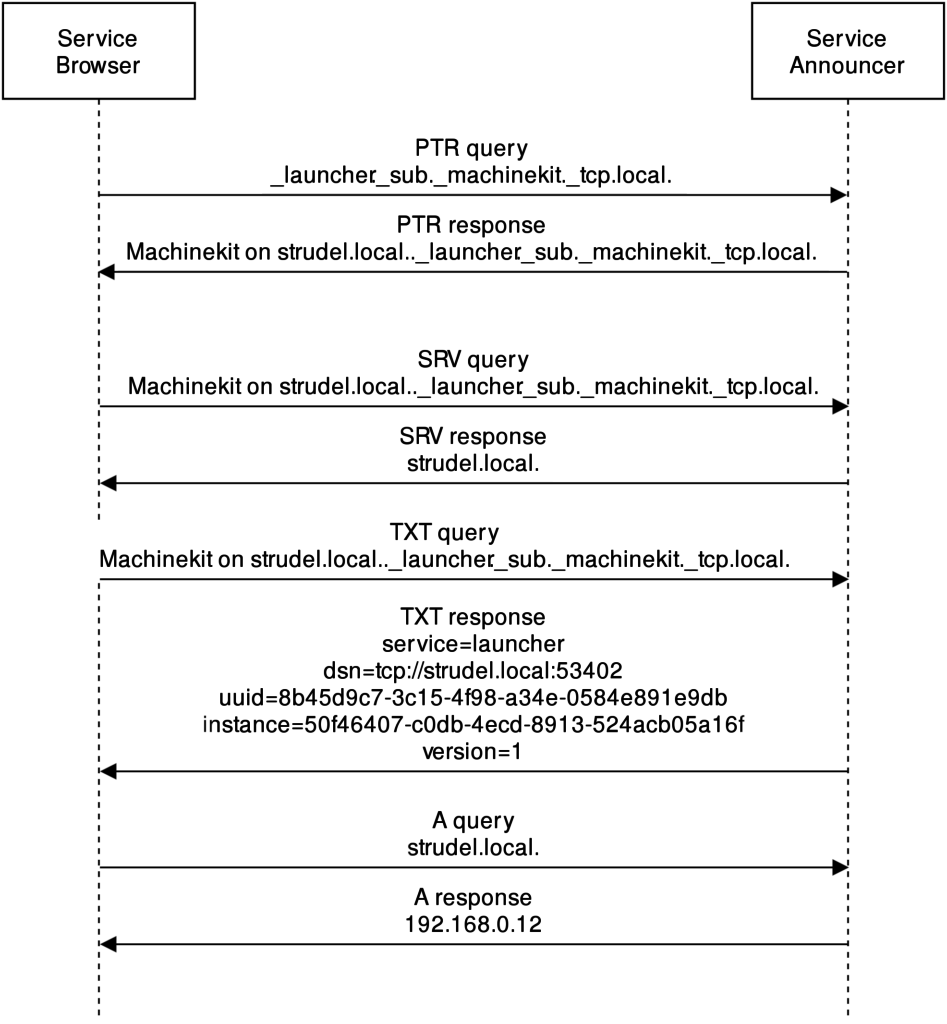 Service
Browser
Service
Announcer
PTR query
_launcher._sub._machinekit._tcp.local.
PTR response
Machinekit on strudel.local.._launcher._sub._machinekit._tcp.local.
SRV query
Machinekit on strudel.local.._launcher._sub._machinekit._tcp.local.
SRV response
strudel.local.
TXT query
Machinekit on strudel.local.._launcher._sub._machinekit._tcp.local.
TXT response
service=launcher
dsn=tcp://strudel.local:53402
uuid=8b45d9c7-3c15-4f98-a34e-0584e891e9db
instance=50f46407-c0db-4ecd-8913-524acb05a16f
version=1
A query
strudel.local.
A response
192.168.0.12